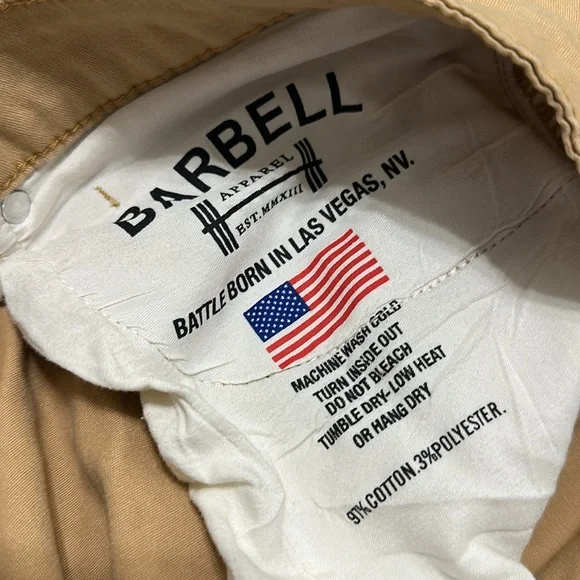 BARBELL
APPAREL
EST. MMXIII
BATTLE BORN IN LAS VEGAS, NV.
MACHINE WASH COLD
TURN INSIDE OUT
DO NOT BLEACH
TUMBLE DRY-LOW HEAT
OR HANG DRY
97% COTTON .3%POLYESTER.